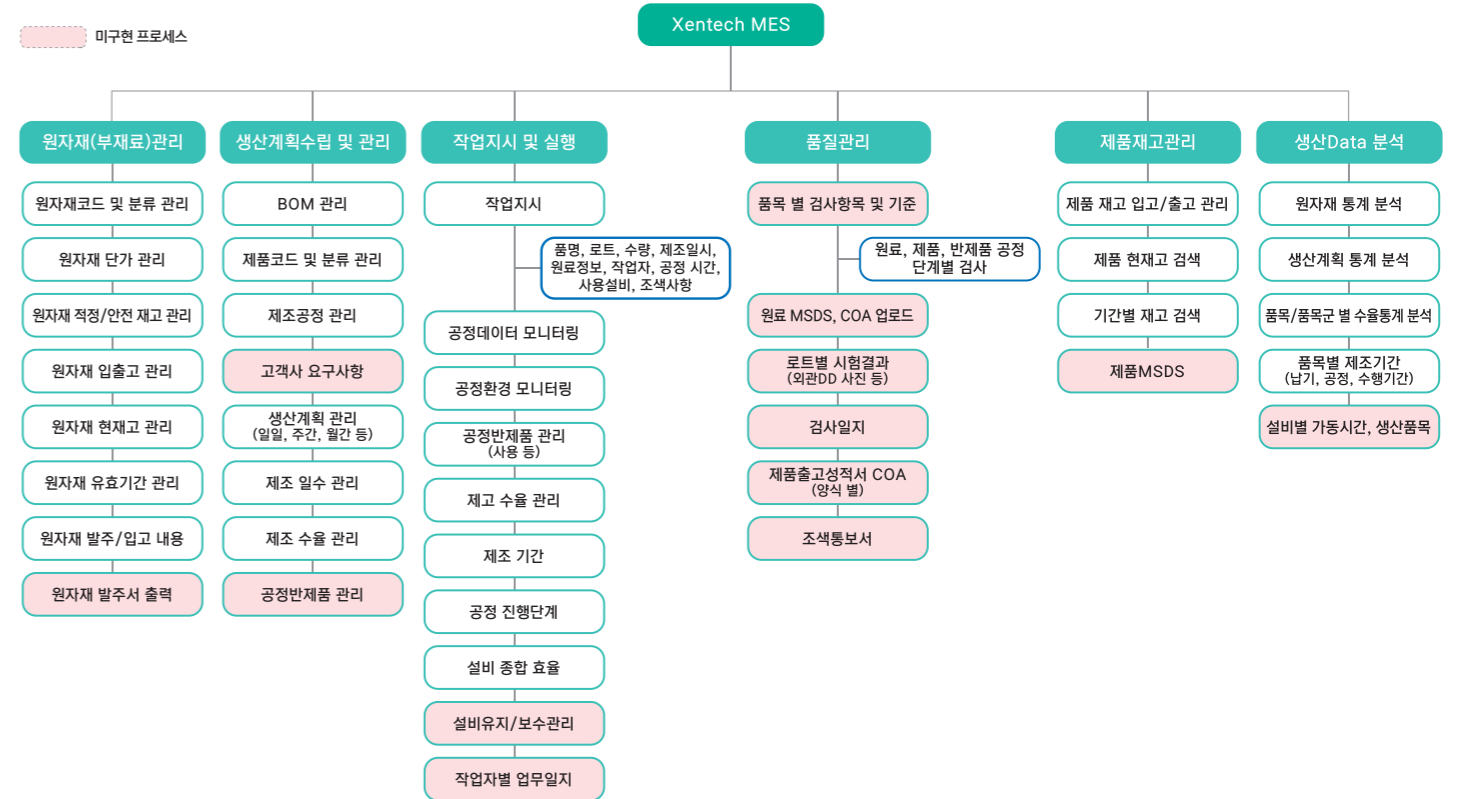 Xentech MES
미구현 프로세스
원자재(부재료)관리
원자재코드 및 분류 관리
원자재 단가 관리
원자재 적정/안전 재고 관리
원자재 입출고 관리
원자재 현재고 관리
원자재 유효기간 관리
원자재 발주/입고 내용
원자재 발주서 출력
생산계획수립 및 관리
BOM 관리
제품코드 및 분류 관리
제조공정 관리
고객사 요구사항
생산계획 관리
(일일, 주간, 월간 등)
제조 일수 관리
제조 수율 관리
공정반제품 관리
작업지시 및 실행
작업지시
품명, 로트, 수량, 제조일시,
원료정보, 작업자, 공정 시간,
사용설비, 조색사항
공정데이터 모니터링
공정환경 모니터링
공정반제품 관리
(사용 등)
제고 수율 관리
제조 기간
공정 진행단계
설비 종합 효율
설비유지/보수관리
작업자별 업무일지
품질관리
품목 별 검사항목 및 기준
원료, 제품, 반제품 공정
단계별 검사
원료 MSDS, COA 업로드
로트별 시험결과
(외관DD 사진 등)
검사일지
제품출고성적서 COA
(양식 별)
조색통보서
제품재고관리
제품 재고 입고/출고 관리
제품 현재고 검색
기간별 재고 검색
제품MSDS
생산Data 분석
원자재 통계 분석
생산계획 통계 분석
품목/품목군 별 수율통계 분석
품목별 제조기간
(납기, 공정, 수행기간)
설비별 가동시간, 생산품목